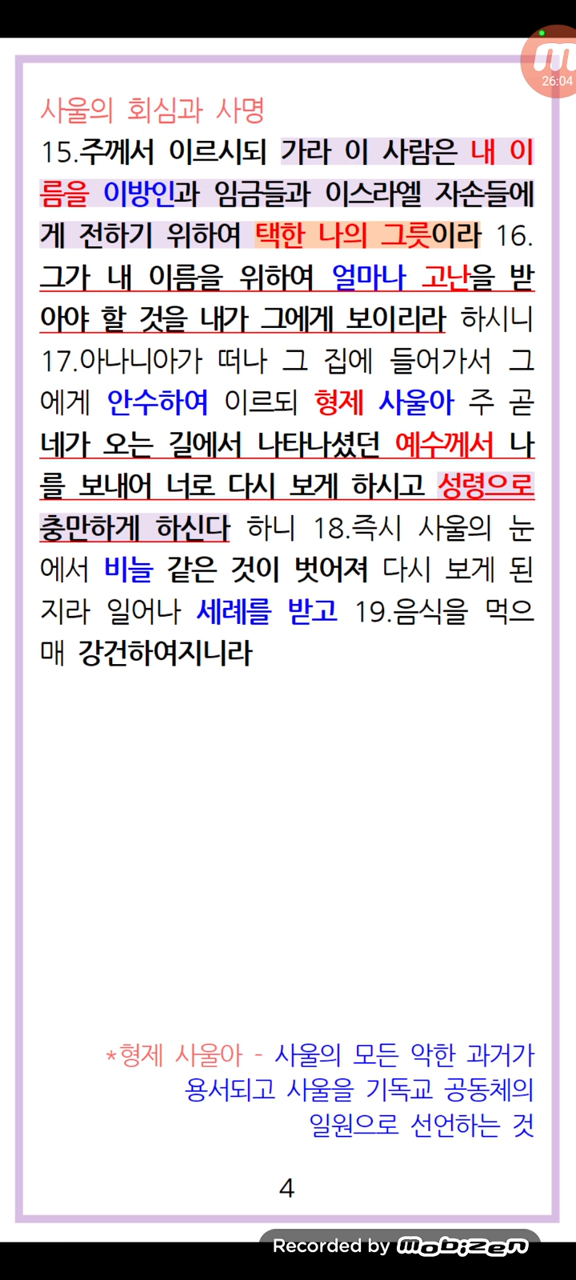 26:04
사울의 회심과 사명
15.주께서 이르시되 가라 이 사람은 내 이
름을 이방인과 임금들과 이스라엘 자손들에
게 전하기 위하여 택한 나의 그릇이라 16.
그가 내 이름을 위하여 얼마나 고난을 받
아야 할 것을 내가 그에게 보이리라 하시니
17.아나니아가 떠나 그 집에 들어가서 그
에게 안수하여 이르되 형제 사울아 주 곧
네가 오는 길에서 나타나셨던 예수께서 나
를 보내어 너로 다시 보게 하시고 성령으로
충만하게 하신다 하니 18.즉시 사울의 눈
에서 비늘 같은 것이 벗어져 다시 보게 된
지라 일어나 세례를 받고 19.음식을 먹으
매 강건하여지니라
*형제 사울아 - 사울의 모든 악한 과거가
용서되고 사울을 기독교 공동체의
일원으로 선언하는 것
4
Recorded by mobizen